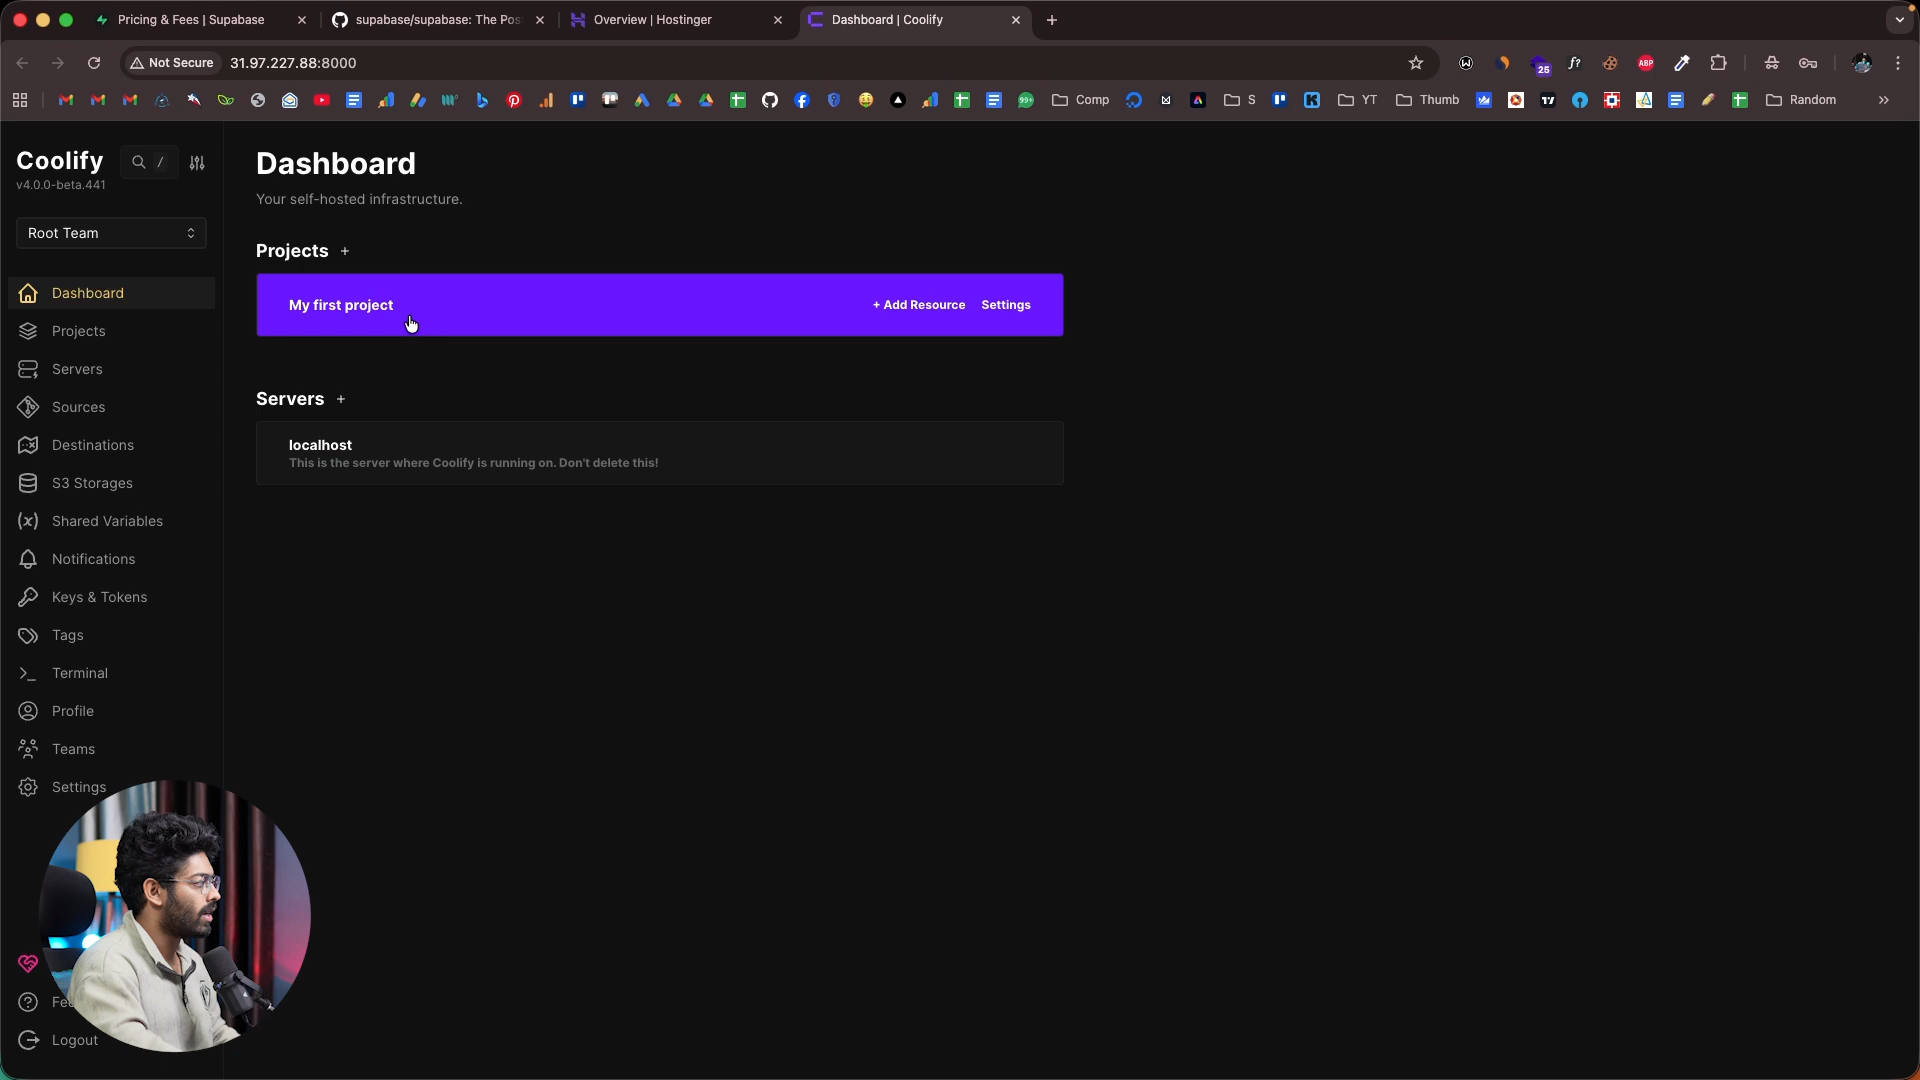 Pricing & Fees | Supabase
supabase/supabase: The Pos
Overview | Hostinger
Dashboard | Coolify
Not Secure
31.97.227.88:8000
25
f?
ABP
99+
Comp
S
YT
Thumb
Random
Coolify
/
v4.0.0-beta.441
Root Team
Dashboard
Projects
Servers
Sources
Destinations
S3 Storages
Shared Variables
Notifications
Keys & Tokens
Tags
Terminal
Profile
Teams
Settings
Logout
Dashboard
Your self-hosted infrastructure.
Projects +
My first project
+ Add Resource
Settings
Servers +
localhost
This is the server where Coolify is running on. Don't delete this!